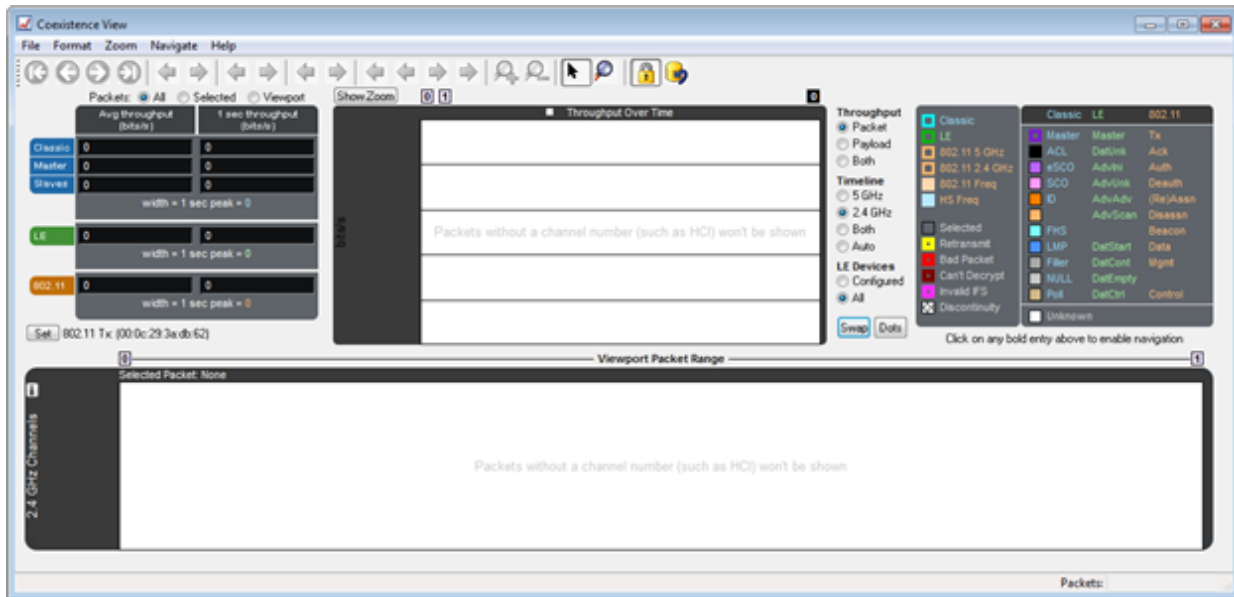 Coexistence View
File Format Zoom Navigate Help
Packets: All Selected Viewport
Show Zoom
0 1
0
Avg throughput (bits/s)
1 sec throughput (bits/s)
Classic 0 0
Master 0 0
Slaves 0 0
width = 1 sec peak = 0
LE 0 0
width = 1 sec peak = 0
802.11 0 0
width = 1 sec peak = 0
Set 802.11 Tx: (00:0c:29:3a:db:62)
Throughput Over Time
bits/s
Packets without a channel number (such as HCI) won't be shown
Throughput
Packet
Payload
Both
Timeline
5 GHz
2.4 GHz
Both
Auto
LE Devices
Configured
All
Swap Dots
Classic
LE
802.11 5 GHz
802.11 2.4 GHz
802.11 Freq
HS Freq
Selected
Retransmit
Bad Packet
Can't Decrypt
Invalid IFS
Discontinuity
Classic LE 802.11
Master Master Tx
ACL DatUnk Ack
eSCO AdvIni Auth
SCO AdvUnk Deauth
ID AdvAdv (Re)Assn
AdvScan Disassn
FHS Beacon
LMP DatStart Data
Filler DatCont Mgmt
NULL DatEmpty
Poll DatCtrl Control
Unknown
Click on any bold entry above to enable navigation
0 Viewport Packet Range 1
Selected Packet: None
i
2.4 GHz Channels
Packets without a channel number (such as HCI) won't be shown
Packets: